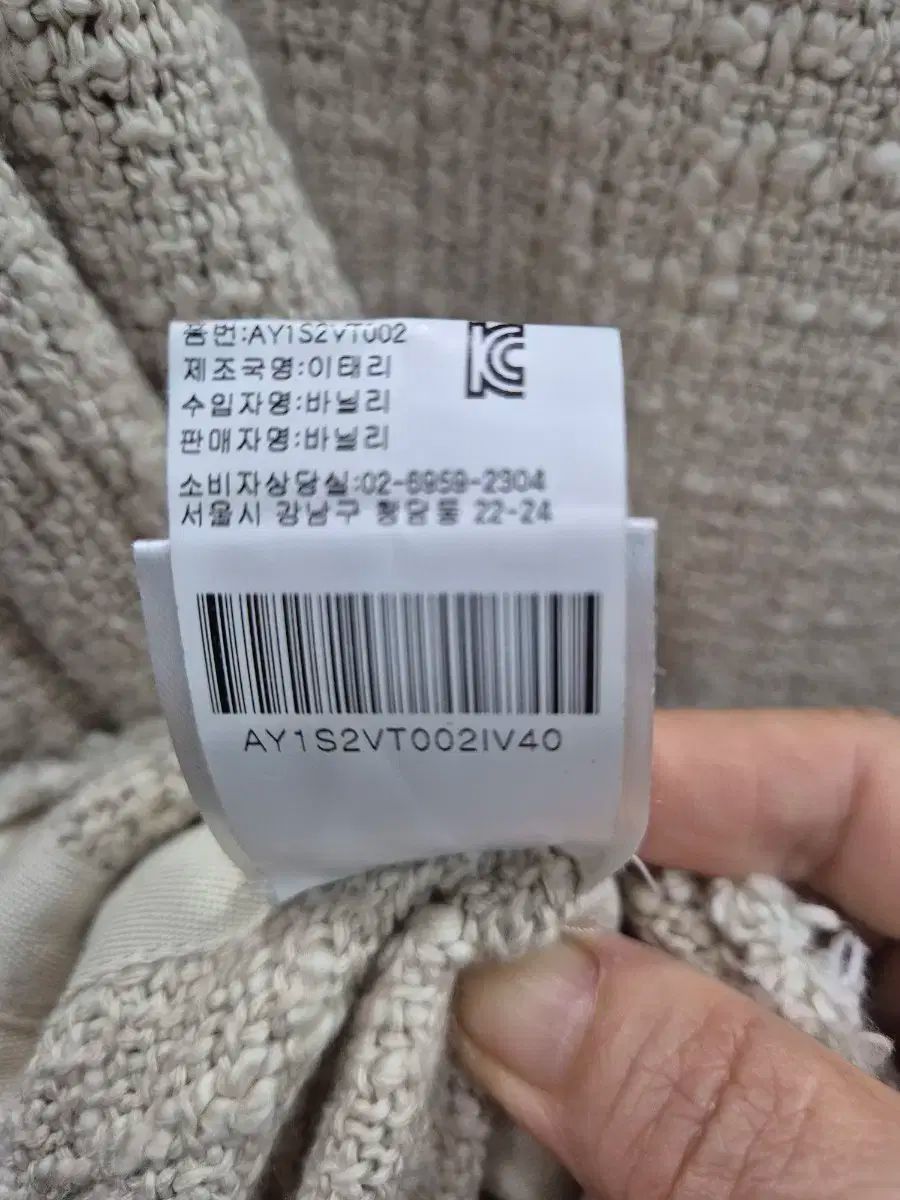 품번:AY1S2VT002
제조국명:이태리
수입자명:바닐리
판매자명:바닐리
소비자상담실:02-6959-2304
서울시 강남구 청담동 22-24
AY1S2VT002IV40